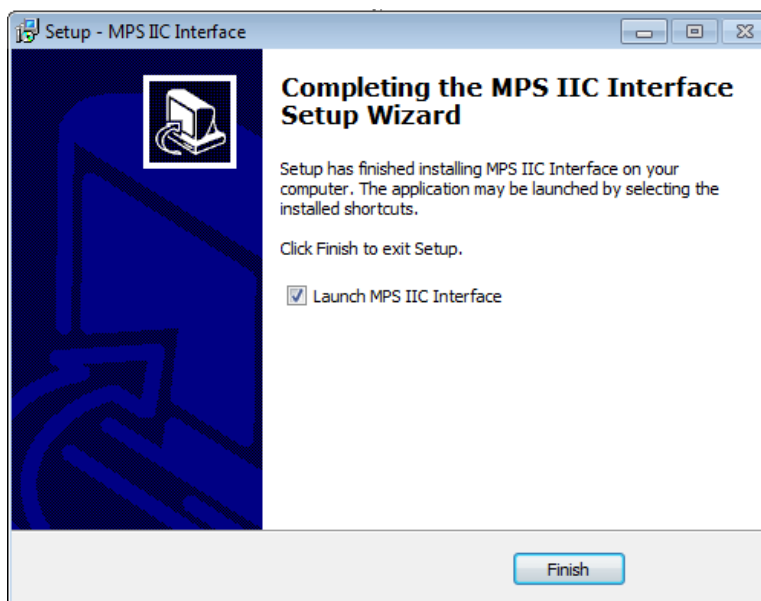 Setup - MPS IIC Interface
Completing the MPS IIC Interface
Setup Wizard
Setup has finished installing MPS IIC Interface on your
computer. The application may be launched by selecting the
installed shortcuts.
Click Finish to exit Setup.
Launch MPS IIC Interface
Finish